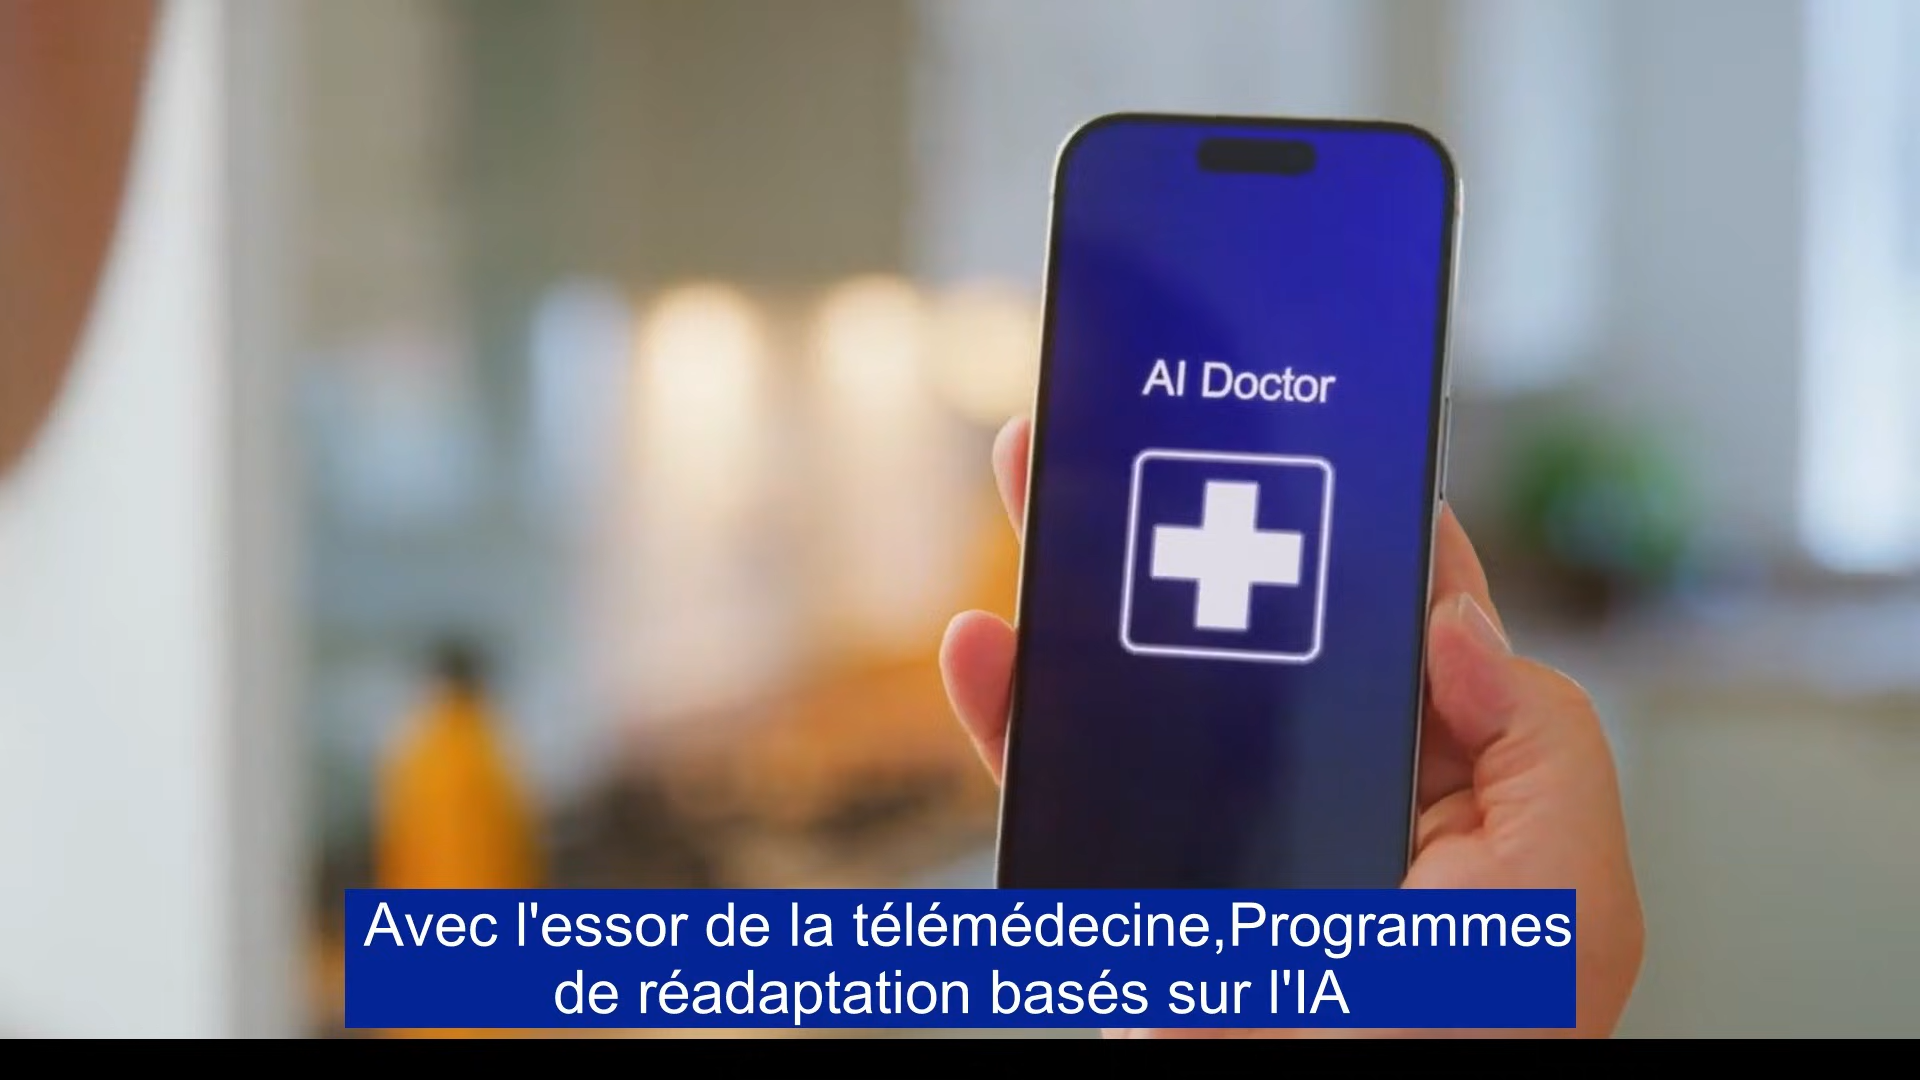 AI Doctor
Avec l'essor de la télémédecine,Programmes
de réadaptation basés sur l'IA